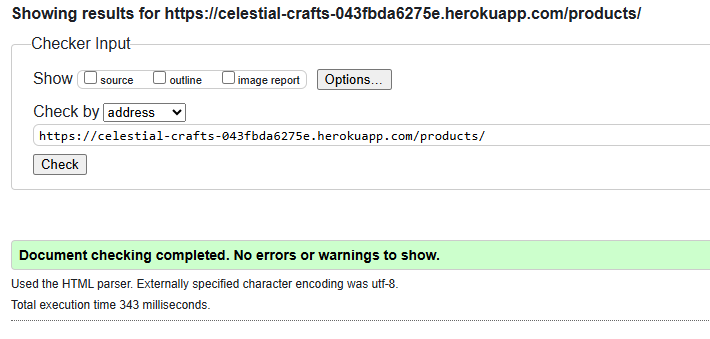 Showing results for https://celestial-crafts-043fbda6275e.herokuapp.com/products/
Checker Input
Show source outline image report Options...
Check by address
https://celestial-crafts-043fbda6275e.herokuapp.com/products/
Check
Document checking completed. No errors or warnings to show.
Used the HTML parser. Externally specified character encoding was utf-8.
Total execution time 343 milliseconds.